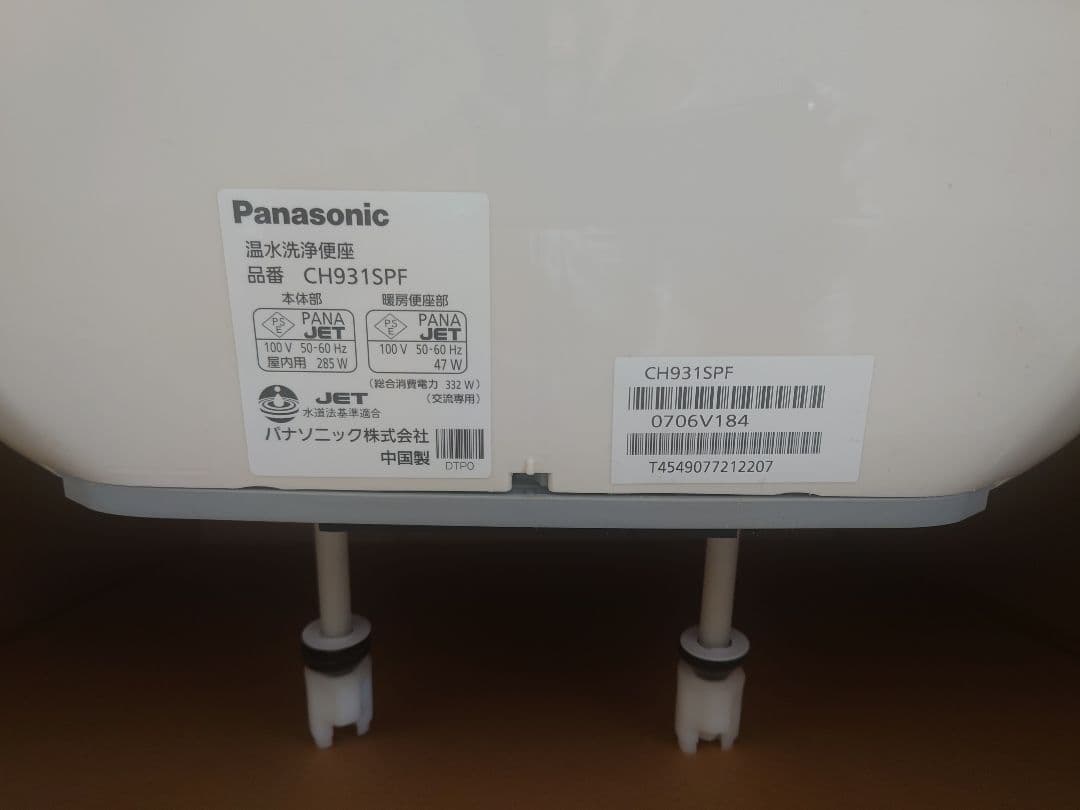 Panasonic
温水洗浄便座
品番 CH931SPF
本体部 暖房便座部
PSE PANA JET PSE PANA JET
100 V 50-60 Hz 100 V 50-60 Hz
屋内用 285 W 47 W
(総合消費電力 332 W)
JET (交流専用)
水道法基準適合
パナソニック株式会社
中国製 DTP0
CH931SPF
0706V184
T4549077212207